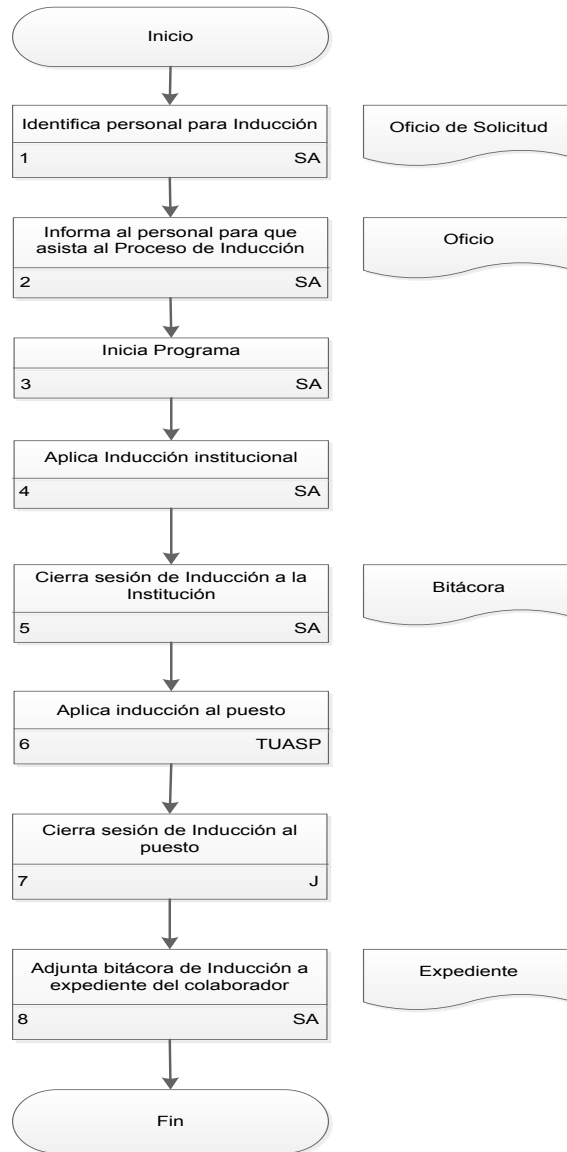 Inicio
Identifica personal para Inducción
1 SA
Oficio de Solicitud
Informa al personal para que
asista al Proceso de Inducción
2 SA
Oficio
Inicia Programa
3 SA
Aplica Inducción institucional
4 SA
Cierra sesión de Inducción a la
Institución
5 SA
Bitácora
Aplica inducción al puesto
6 TUASP
Cierra sesión de Inducción al
puesto
7 J
Adjunta bitácora de Inducción a
expediente del colaborador
8 SA
Expediente
Fin